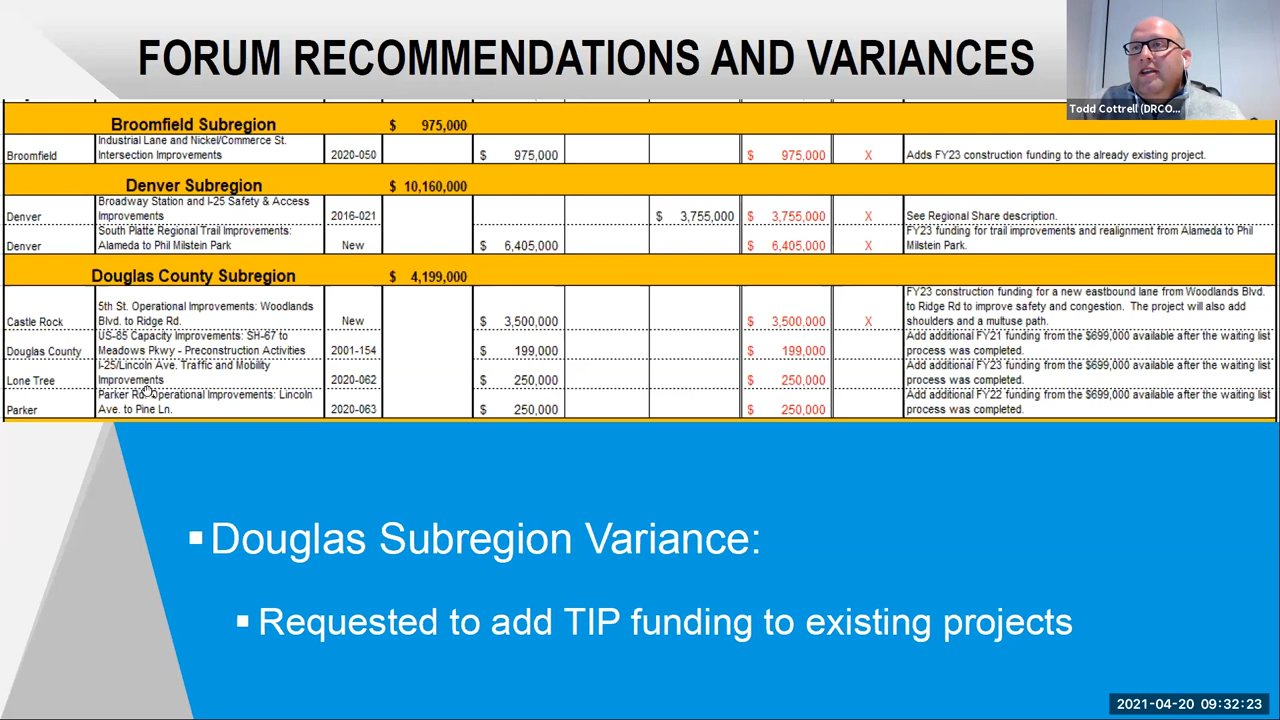 FORUM RECOMMENDATIONS AND VARIANCES
Todd Cottrell (DRCO...
Broomfield Subregion $ 975,000
Broomfield Industrial Lane and Nickel/Commerce St. Intersection Improvements 2020-050 $ 975,000 $ 975,000 X Adds FY23 construction funding to the already existing project.
Denver Subregion $ 10,160,000
Denver Broadway Station and I-25 Safety & Access Improvements 2016-021 $ 3,755,000 $ 3,755,000 X See Regional Share description.
Denver South Platte Regional Trail Improvements: Alameda to Phil Milstein Park New $ 6,405,000 $ 6,405,000 X FY23 funding for trail improvements and realignment from Alameda to Phil Milstein Park.
Douglas County Subregion $ 4,199,000
Castle Rock 5th St. Operational Improvements: Woodlands Blvd. to Ridge Rd. New $ 3,500,000 $ 3,500,000 X FY23 construction funding for a new eastbound lane from Woodlands Blvd. to Ridge Rd to improve safety and congestion. The project will also add shoulders and a multuse path.
Douglas County US-85 Capacity Improvements: SH-67 to Meadows Pkwy - Preconstruction Activities 2001-154 $ 199,000 $ 199,000 Add additional FY21 funding from the $699,000 available after the waiting list process was completed.
Lone Tree I-25/Lincoln Ave. Traffic and Mobility Improvements 2020-062 $ 250,000 $ 250,000 Add additional FY23 funding from the $699,000 available after the waiting list process was completed.
Parker Parker Rd. Operational Improvements: Lincoln Ave. to Pine Ln. 2020-063 $ 250,000 $ 250,000 Add additional FY22 funding from the $699,000 available after the waiting list process was completed.
▪Douglas Subregion Variance:
▪Requested to add TIP funding to existing projects
2021-04-20 09:32:23